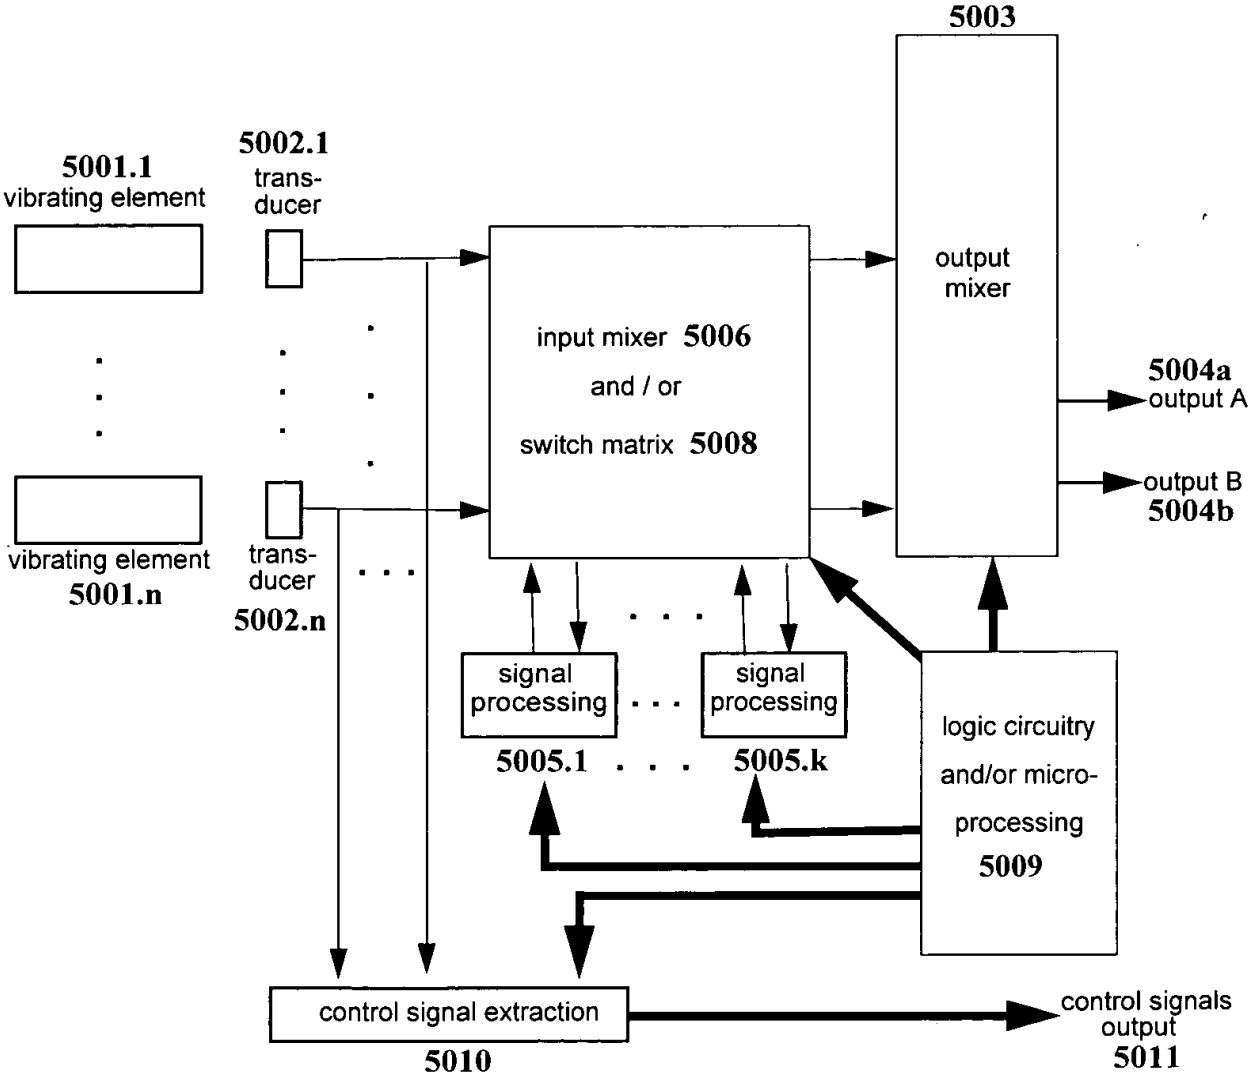 5003
5002.1
trans-
ducer
5001.1
vibrating element
output
mixer
input mixer 5006
and / or
switch matrix 5008
5004a
output A
output B
5004b
vibrating element
5001.n
trans-
ducer
5002.n
signal
processing
signal
processing
5005.1
5005.k
logic circuitry
and/or micro-
processing
5009
control signal extraction
5010
control signals
output
5011